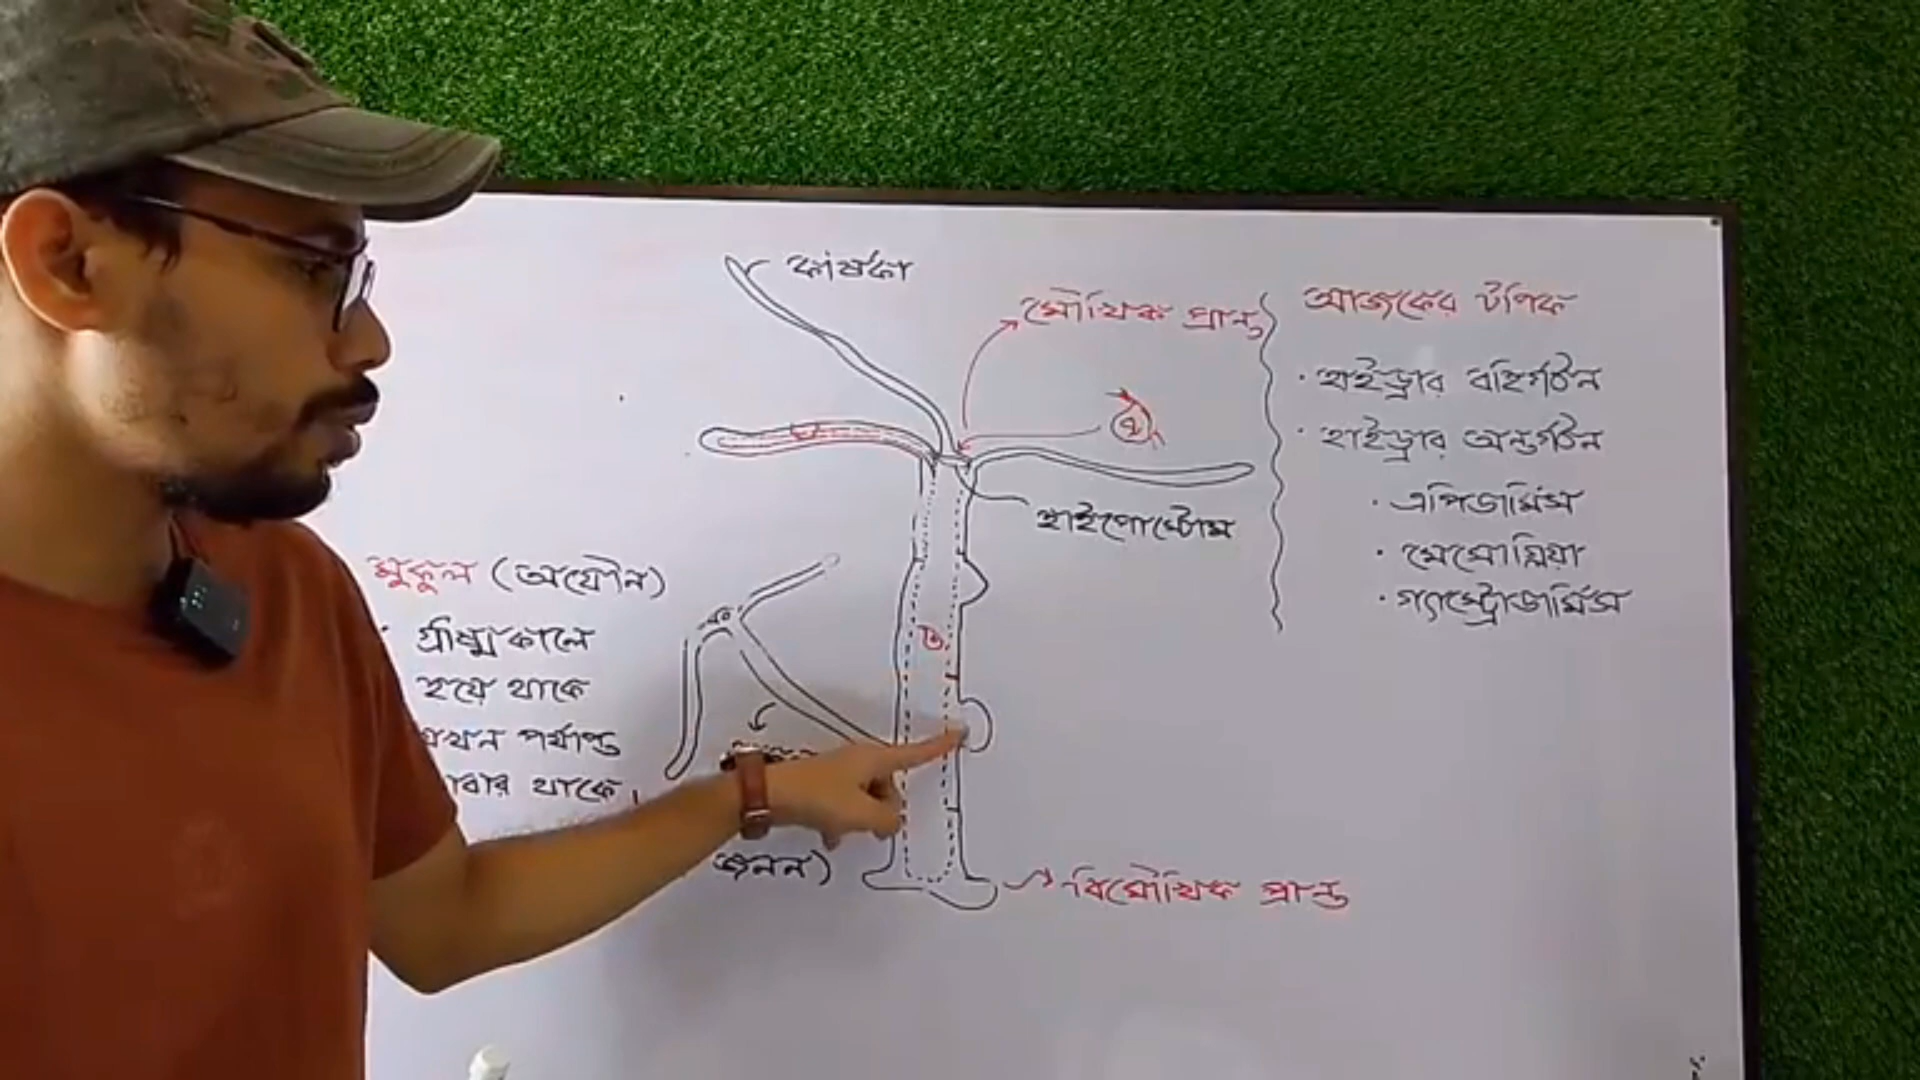 কর্ষিকা
মৌখিক প্রান্ত
হাইপোস্টোম
মুকুল (অযৌন)
গ্রীষ্মকালে
হয়ে থাকে
যখন পর্যাপ্ত
াবার থাকে।
জনন)
বিমৌখিক প্রান্ত
আজকের টপিক
· হাইড্রার বহির্গঠন
· হাইড্রার অন্তর্গঠন
· এপিডার্মিস
· মেসোগ্লিয়া
· গ্যাস্ট্রোডার্মিস